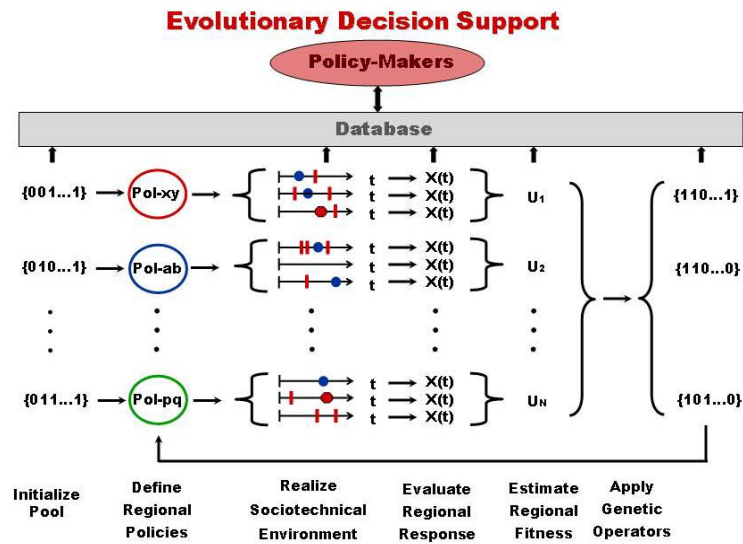 Evolutionary Decision Support
Policy-Makers
Database
{001...1} Pol-xy t X(t) t X(t) t X(t) U1 {110...1}
{010...1} Pol-ab t X(t) t X(t) t X(t) U2 {110...0}
{011...1} Pol-pq t X(t) t X(t) t X(t) UN {101...0}
Initialize
Pool
Define
Regional
Policies
Realize
Sociotechnical
Environment
Evaluate
Regional
Response
Estimate
Regional
Fitness
Apply
Genetic
Operators